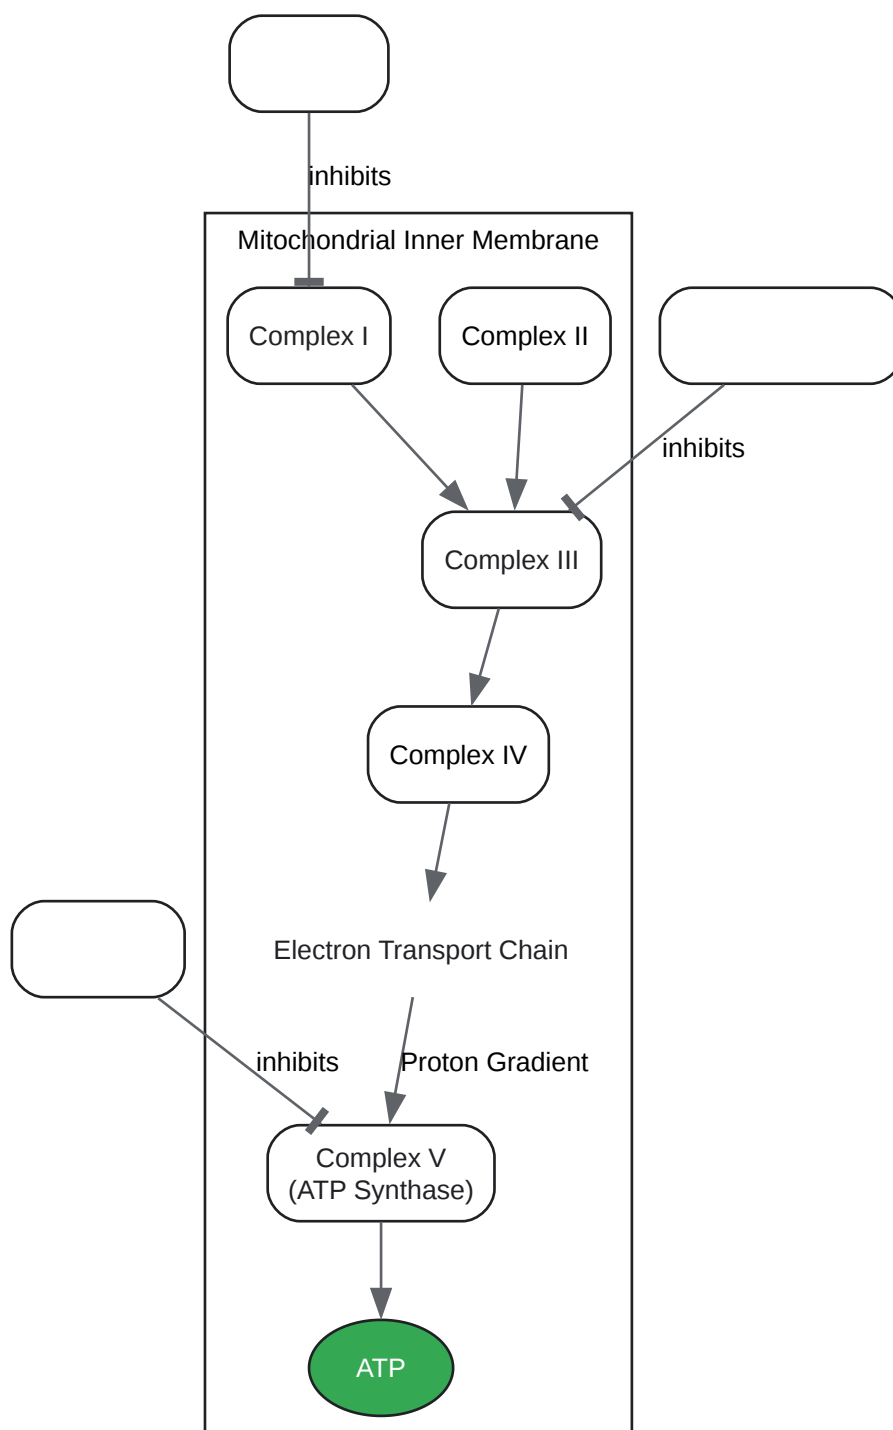 inhibits
Mitochondrial Inner Membrane
Complex I
Complex II
inhibits
Complex III
Complex IV
Electron Transport Chain
inhibits
Proton Gradient
Complex V
(ATP Synthase)
ATP